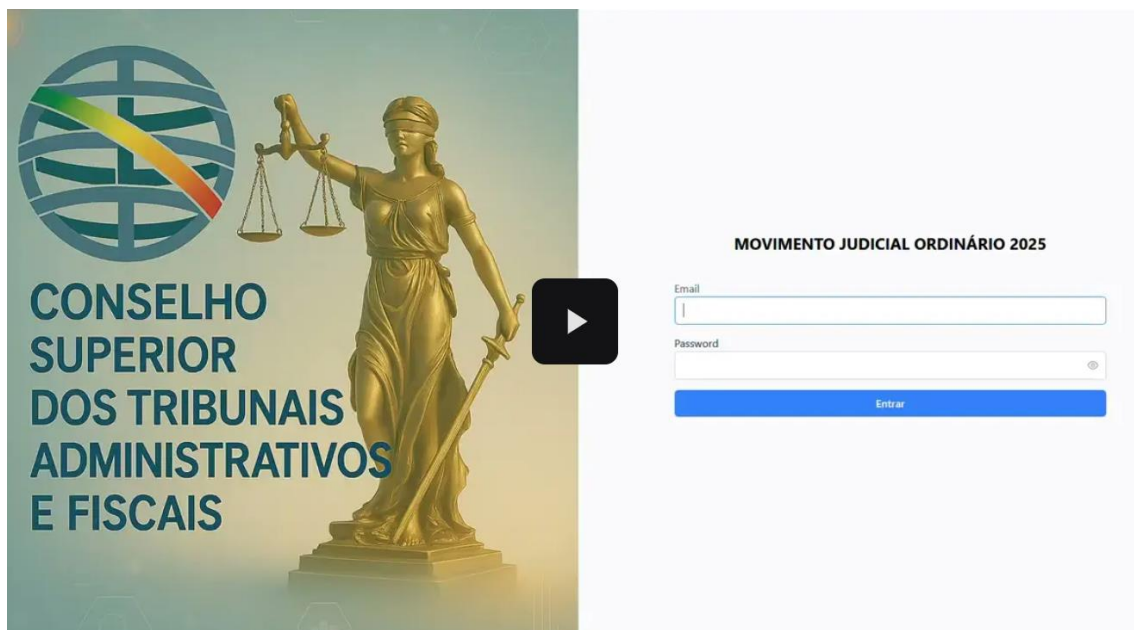 CONSELHO
SUPERIOR
DOS TRIBUNAIS
ADMINISTRATIVOS
E FISCAIS
MOVIMENTO JUDICIAL ORDINÁRIO 2025
Email
Password
Entrar